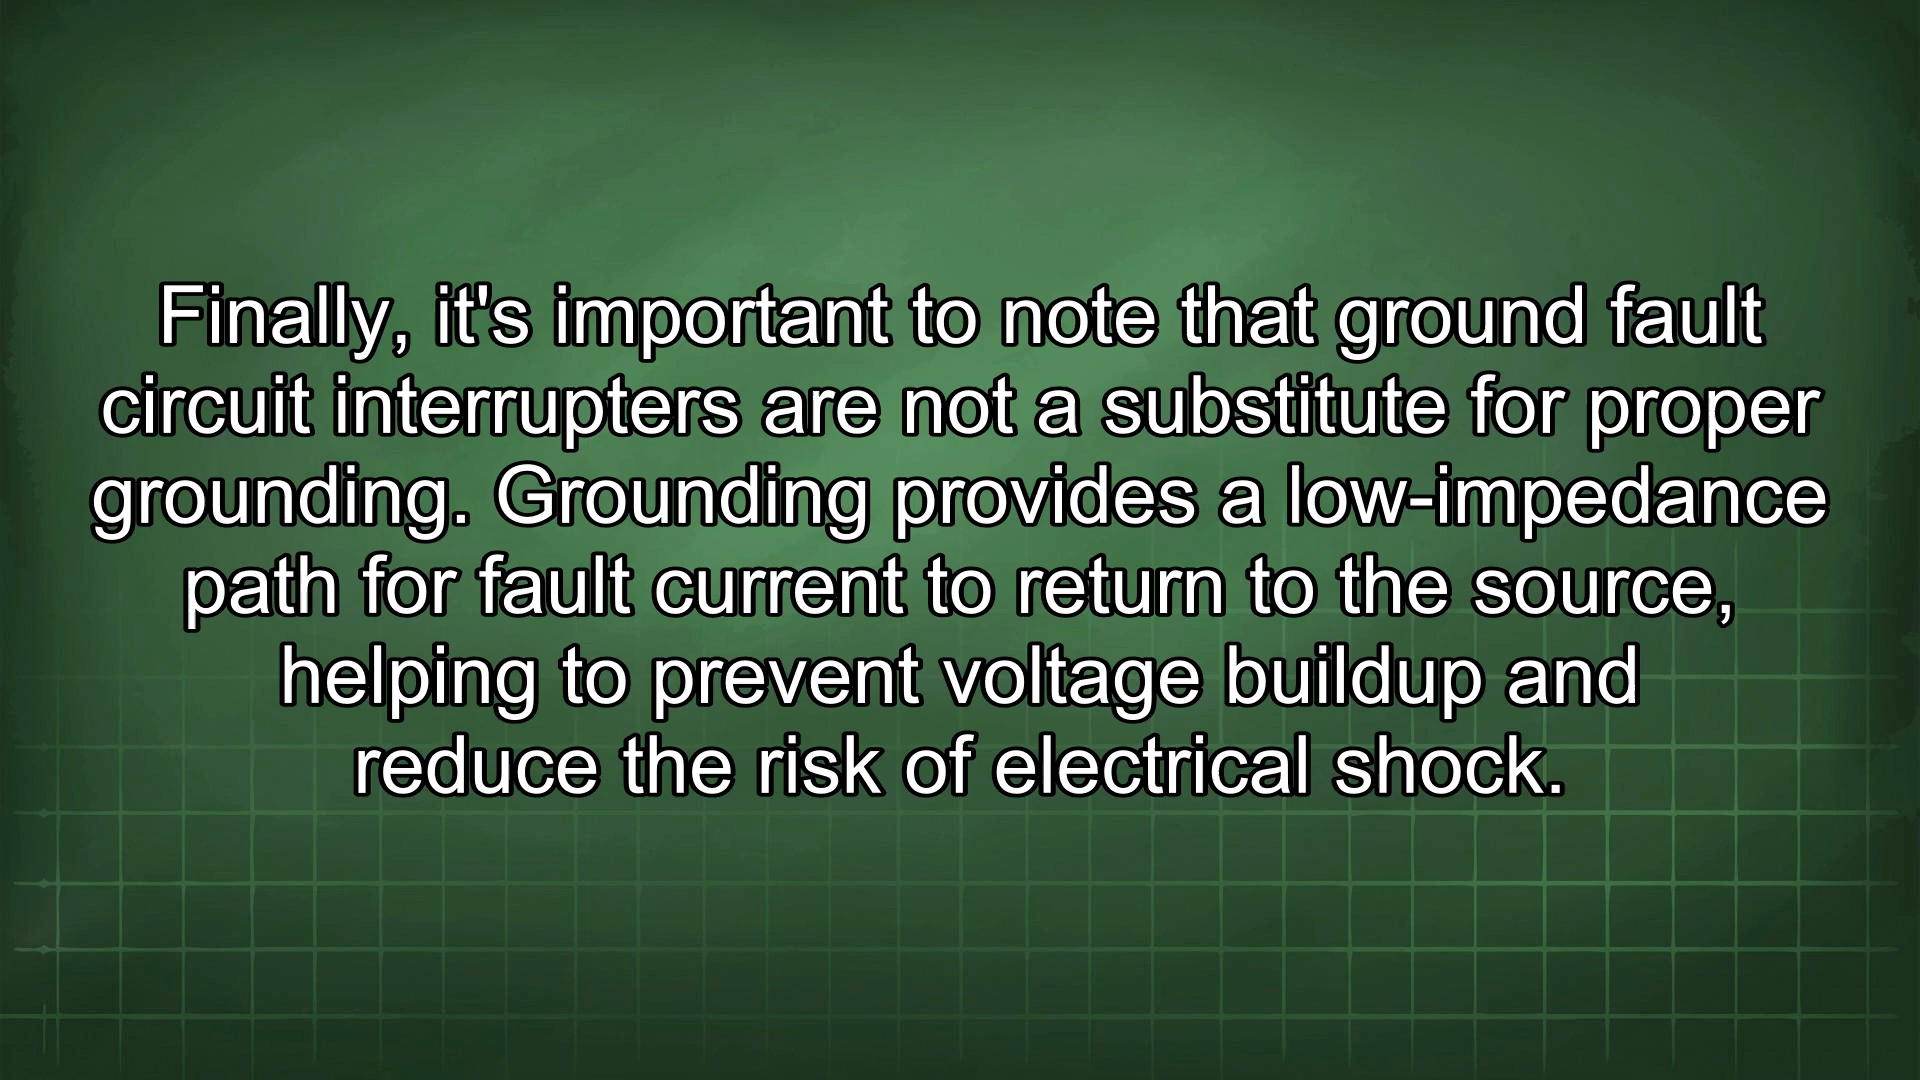 Finally, it's important to note that ground fault
circuit interrupters are not a substitute for proper
grounding. Grounding provides a low-impedance
path for fault current to return to the source,
helping to prevent voltage buildup and
reduce the risk of electrical shock.